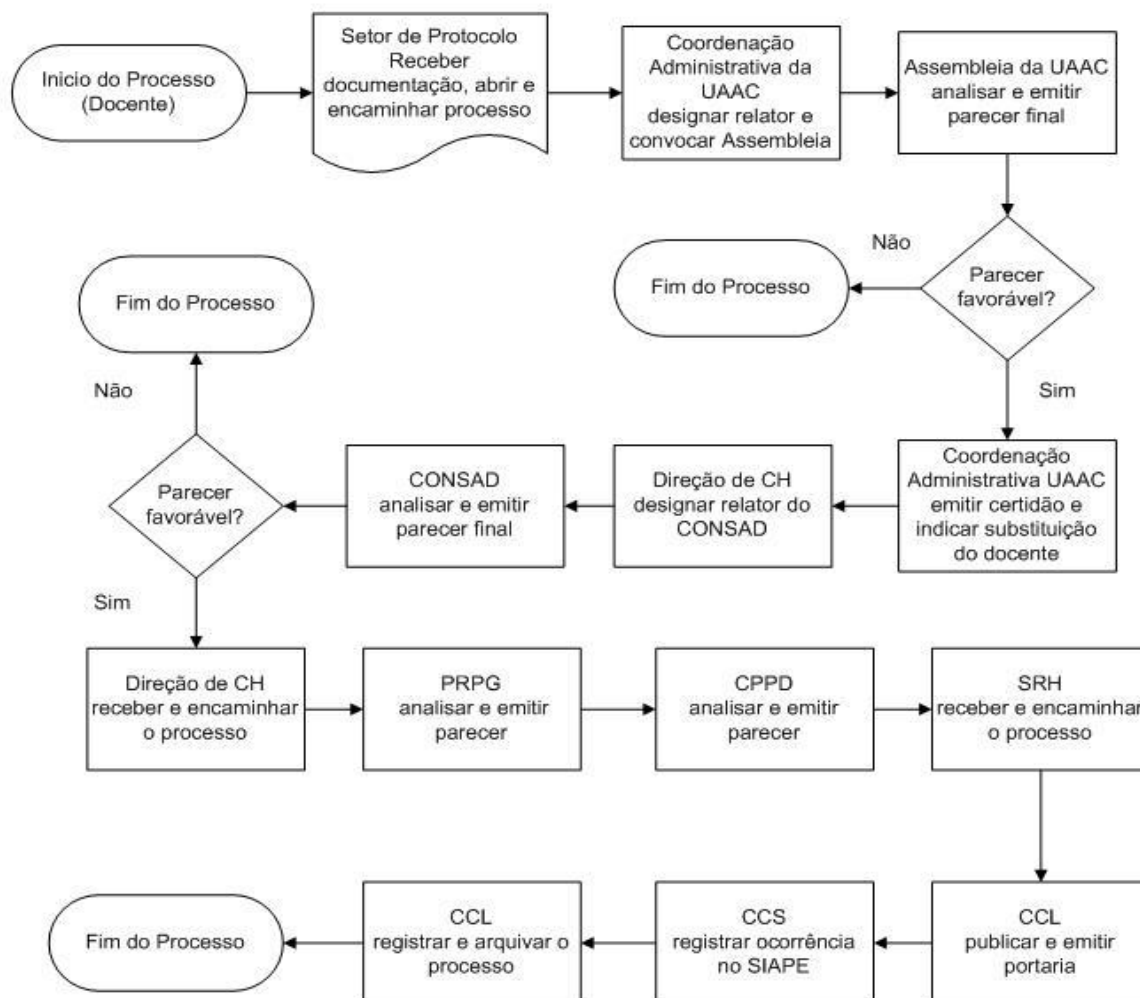 Inicio do Processo
(Docente)
Setor de Protocolo
Receber
documentação, abrir e
encaminhar processo
Coordenação
Administrativa da
UAAC
designar relator e
convocar Assembleia
Assembleia da UAAC
analisar e emitir
parecer final
Parecer
favorável?
Não
Fim do Processo
Sim
Coordenação
Administrativa UAAC
emitir certidão e
indicar substituição
do docente
Direção de CH
designar relator do
CONSAD
CONSAD
analisar e emitir
parecer final
Parecer
favorável?
Não
Fim do Processo
Sim
Direção de CH
receber e encaminhar
o processo
PRPG
analisar e emitir
parecer
CPPD
analisar e emitir
parecer
SRH
receber e encaminhar
o processo
CCL
publicar e emitir
portaria
CCS
registrar ocorrência
no SIAPE
CCL
registrar e arquivar o
processo
Fim do Processo